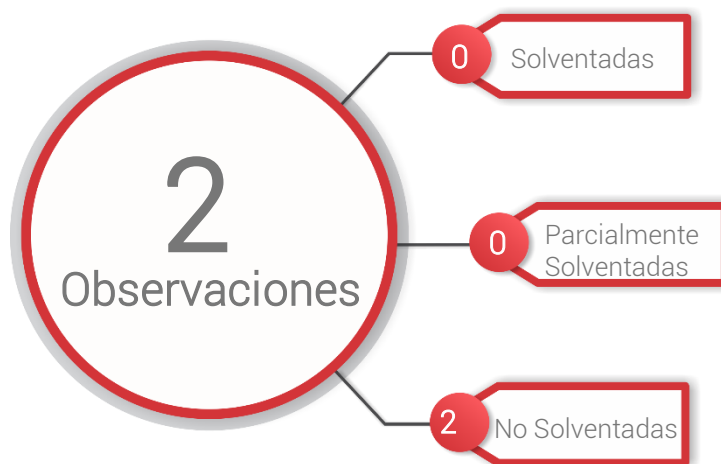 2
Observaciones
0
Solventadas
0
Parcialmente
Solventadas
2
No Solventadas